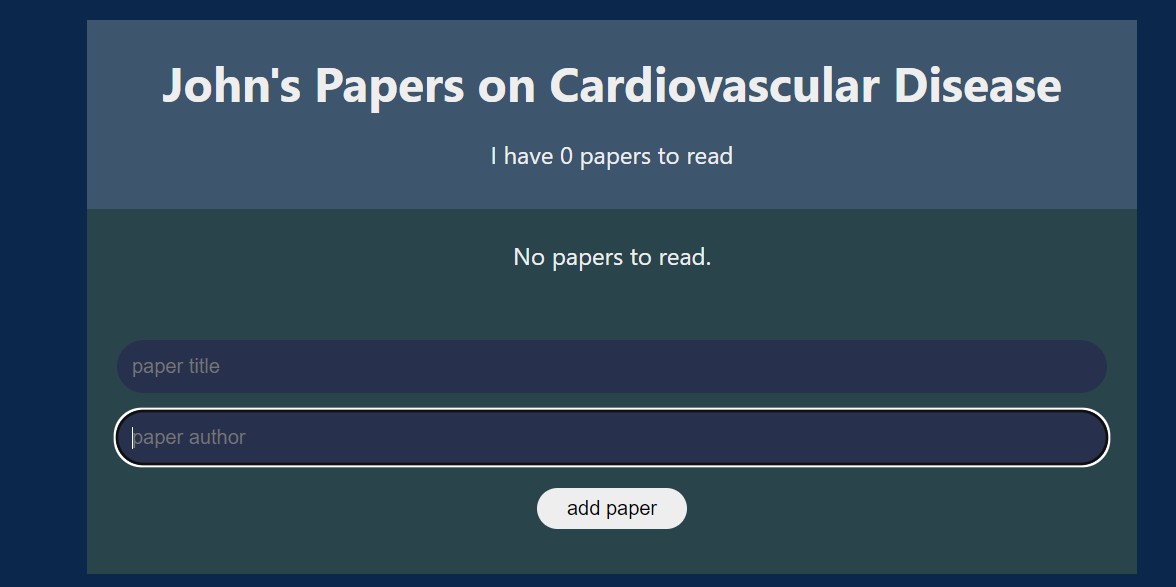 John's Papers on Cardiovascular Disease
I have 0 papers to read
No papers to read.
paper title
paper author
add paper